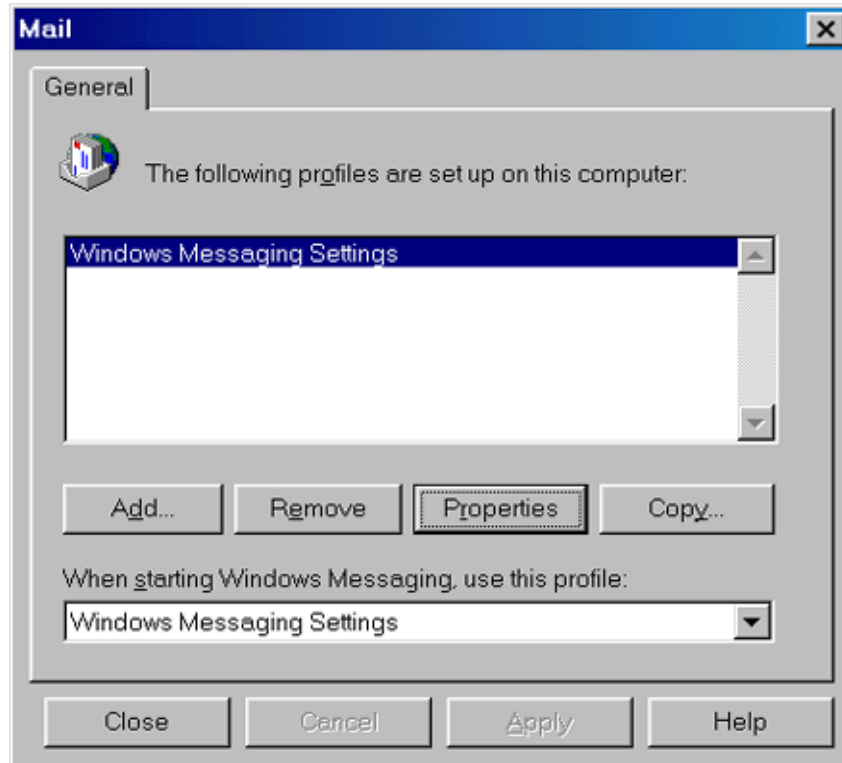 Mail
General
The following profiles are set up on this computer:
Windows Messaging Settings
Add... Remove Properties Copy...
When starting Windows Messaging, use this profile:
Windows Messaging Settings
Close Cancel Apply Help